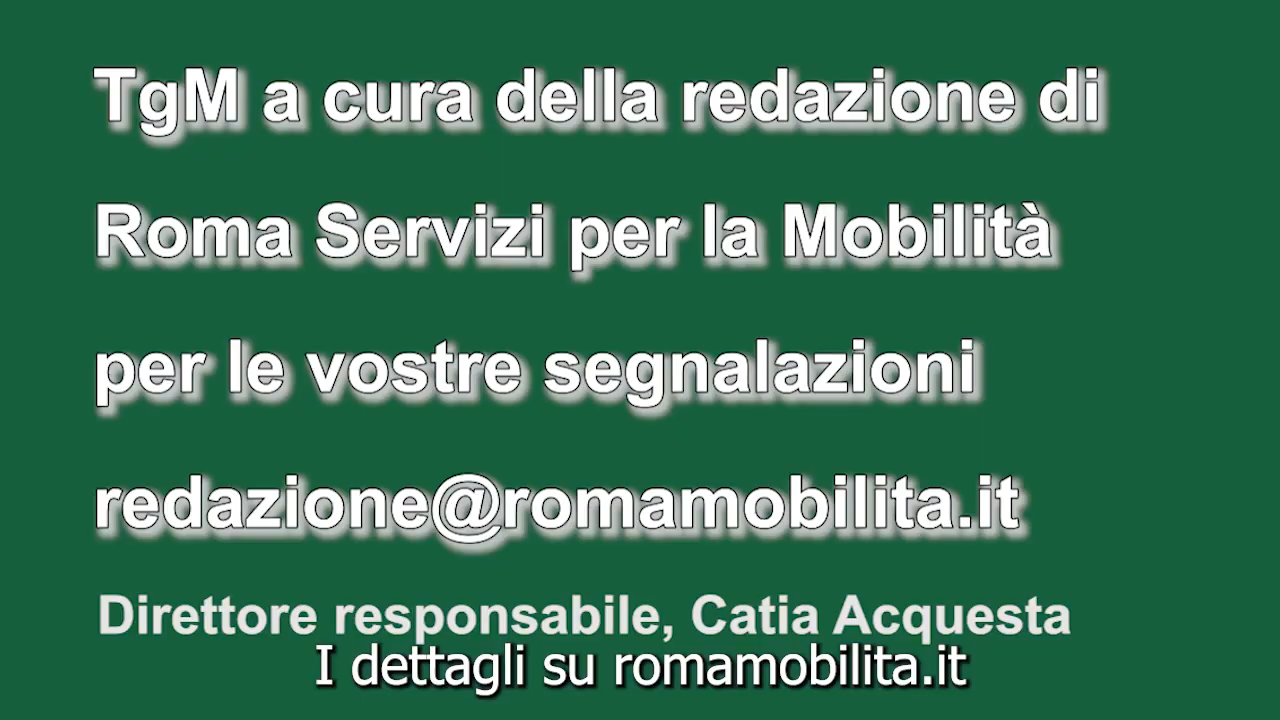 TgM a cura della redazione di
Roma Servizi per la Mobilità
per le vostre segnalazioni
redazione@romamobilita.it
Direttore responsabile, Catia Acquesta
I dettagli su romamobilita.it